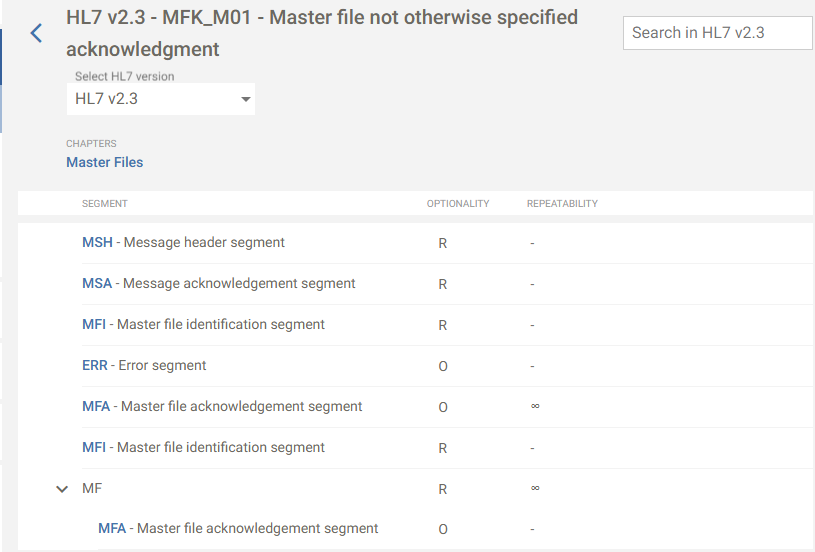 HL7 v2.3 - MFK_M01 - Master file not otherwise specified
acknowledgment
Search in HL7 v2.3
Select HL7 version
HL7 v2.3
CHAPTERS
Master Files
SEGMENT OPTIONALITY REPEATABILITY
MSH - Message header segment R -
MSA - Message acknowledgement segment R -
MFI - Master file identification segment R -
ERR - Error segment O -
MFA - Master file acknowledgement segment O ∞
MFI - Master file identification segment R -
MF R ∞
MFA - Master file acknowledgement segment O -